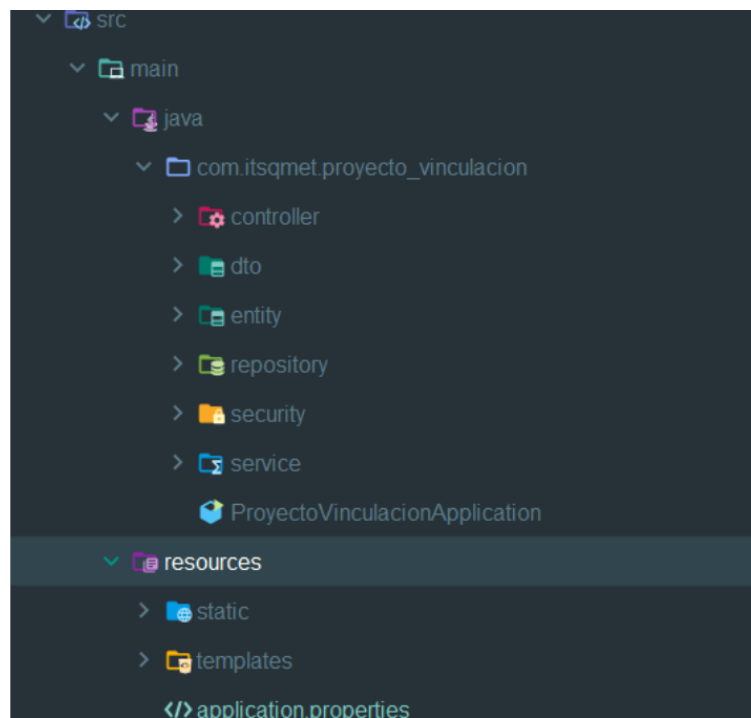 src
main
java
com.itsqmet.proyecto_vinculacion
controller
dto
entity
repository
security
service
ProyectoVinculacionApplication
resources
static
templates
application.properties